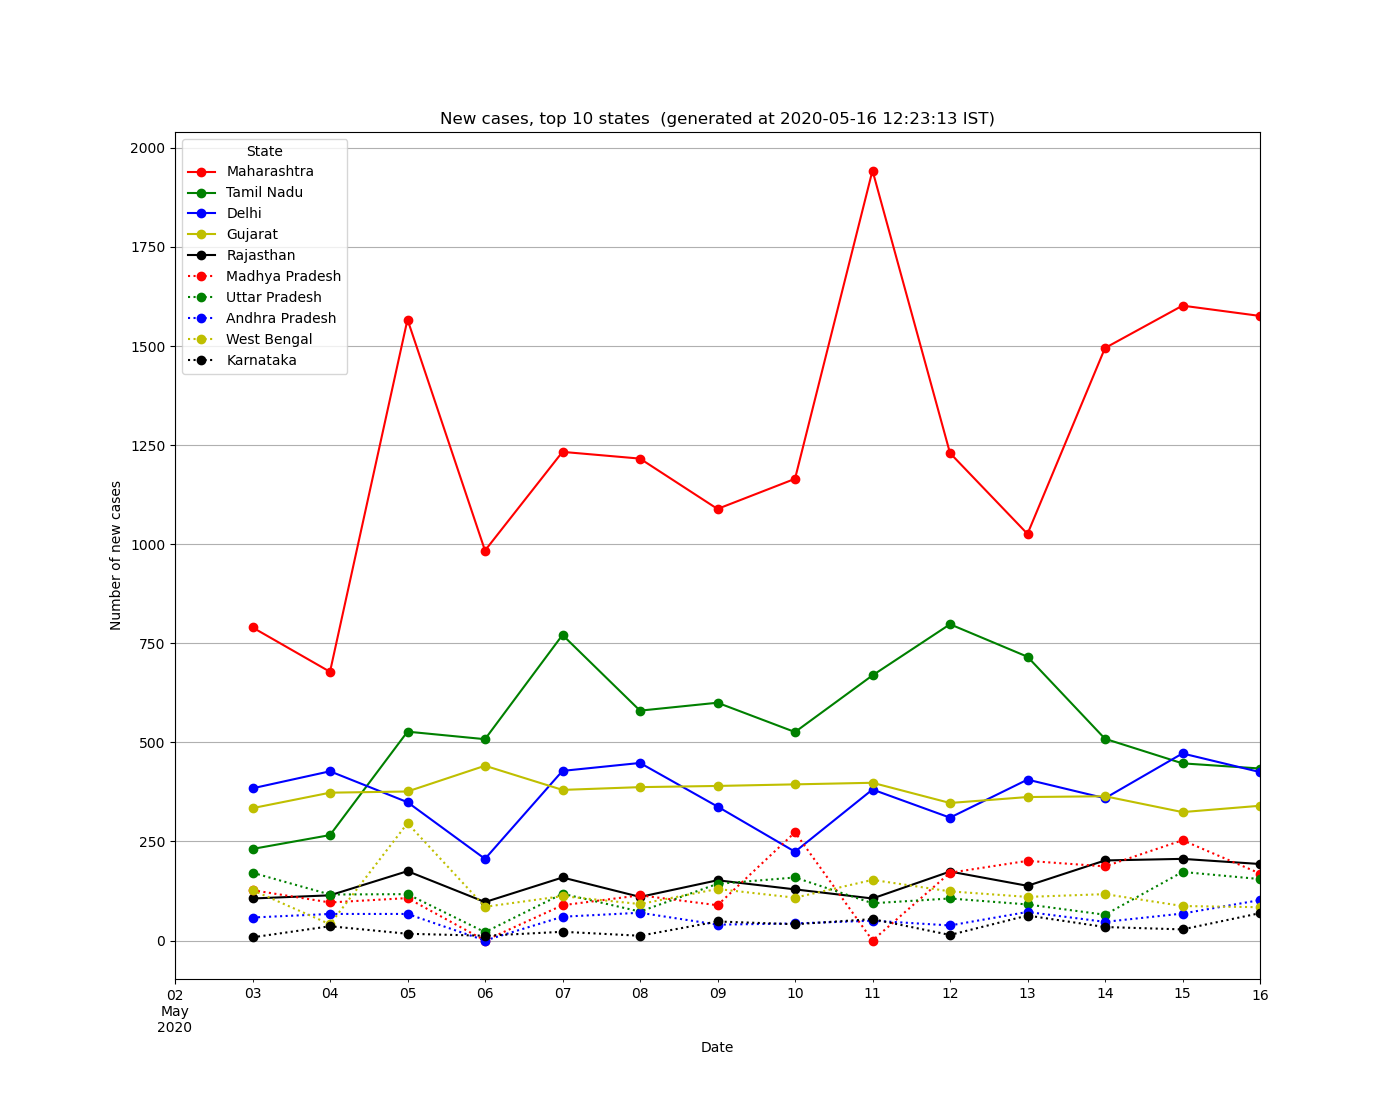 New cases, top 10 states  (generated at 2020-05-16 12:23:13 IST)
State
Maharashtra
Tamil Nadu
Delhi
Gujarat
Rajasthan
Madhya Pradesh
Uttar Pradesh
Andhra Pradesh
West Bengal
Karnataka
Number of new cases
2000
1750
1500
1250
1000
750
500
250
0
02 03 04 05 06 07 08 09 10 11 12 13 14 15 16
May
2020
Date